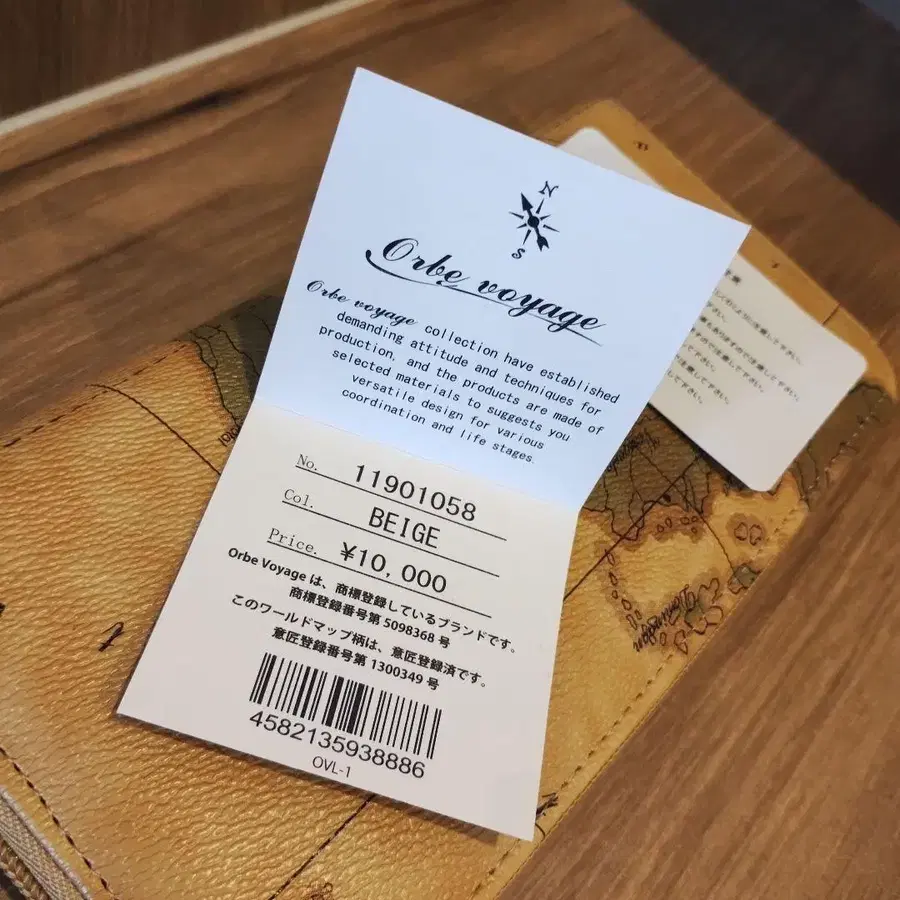 N
S
Orbe voyage
Orbe voyage collection have established
demanding attitude and techniques for
production, and the products are made of
selected materials to suggests you
versatile design for various
coordination and life stages.
No. 11901058
Col. BEIGE
Price. ¥10,000
Orbe Voyage は、商標登録しているブランドです。
商標登録番号第 5098368 号
このワールドマップ柄は、意匠登録済です。
意匠登録番号第 1300349 号
4582135938886
OVL-1